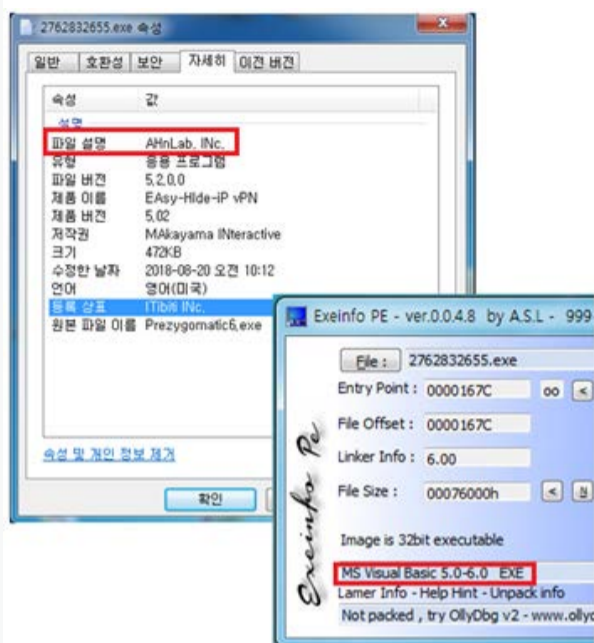 2762832655.exe 속성
일반 호환성 보안 자세히 이전 버전
속성 값
설명
파일 설명 AHnLab, INc.
유형 응용 프로그램
파일 버전 5.2.0.0
제품 이름 EAsy-HIde-iP vPN
제품 버전 5.02
저작권 MAkayama INteractive
크기 472KB
수정한 날짜 2018-08-20 오전 10:12
언어 영어(미국)
등록 상표 ITibiti INc.
원본 파일 이름 Prezygomatic6.exe
속성 및 개인 정보 제거
확인
Exeinfo PE - ver.0.0.4.8 by A.S.L - 999
File : 2762832655.exe
Entry Point : 0000167C oo <
File Offset : 0000167C
Linker Info : 6.00
File Size : 00076000h < N
Exeinfo Pe
Image is 32bit executable
MS Visual Basic 5.0-6.0 EXE
Lamer Info - Help Hint - Unpack info
Not packed , try OllyDbg v2 - www.ollyd